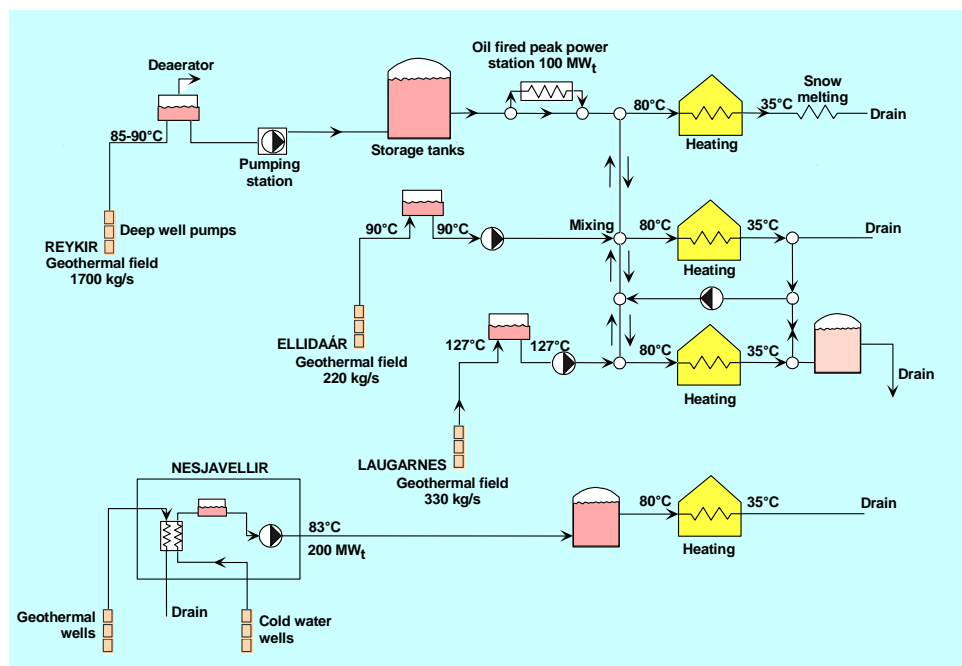 Oil fired peak power
station 100 MWt
Deaerator
85-90°C
Pumping
station
Storage tanks
80°C
Heating
35°C
Snow
melting
Drain
Deep well pumps
REYKIR
Geothermal field
1700 kg/s
90°C
90°C
Mixing
80°C
Heating
35°C
Drain
ELLIDAÁR
Geothermal field
220 kg/s
127°C
127°C
80°C
Heating
35°C
Drain
LAUGARNES
Geothermal field
330 kg/s
NESJAVELLIR
83°C
200 MWt
80°C
Heating
35°C
Drain
Geothermal
wells
Drain
Cold water
wells